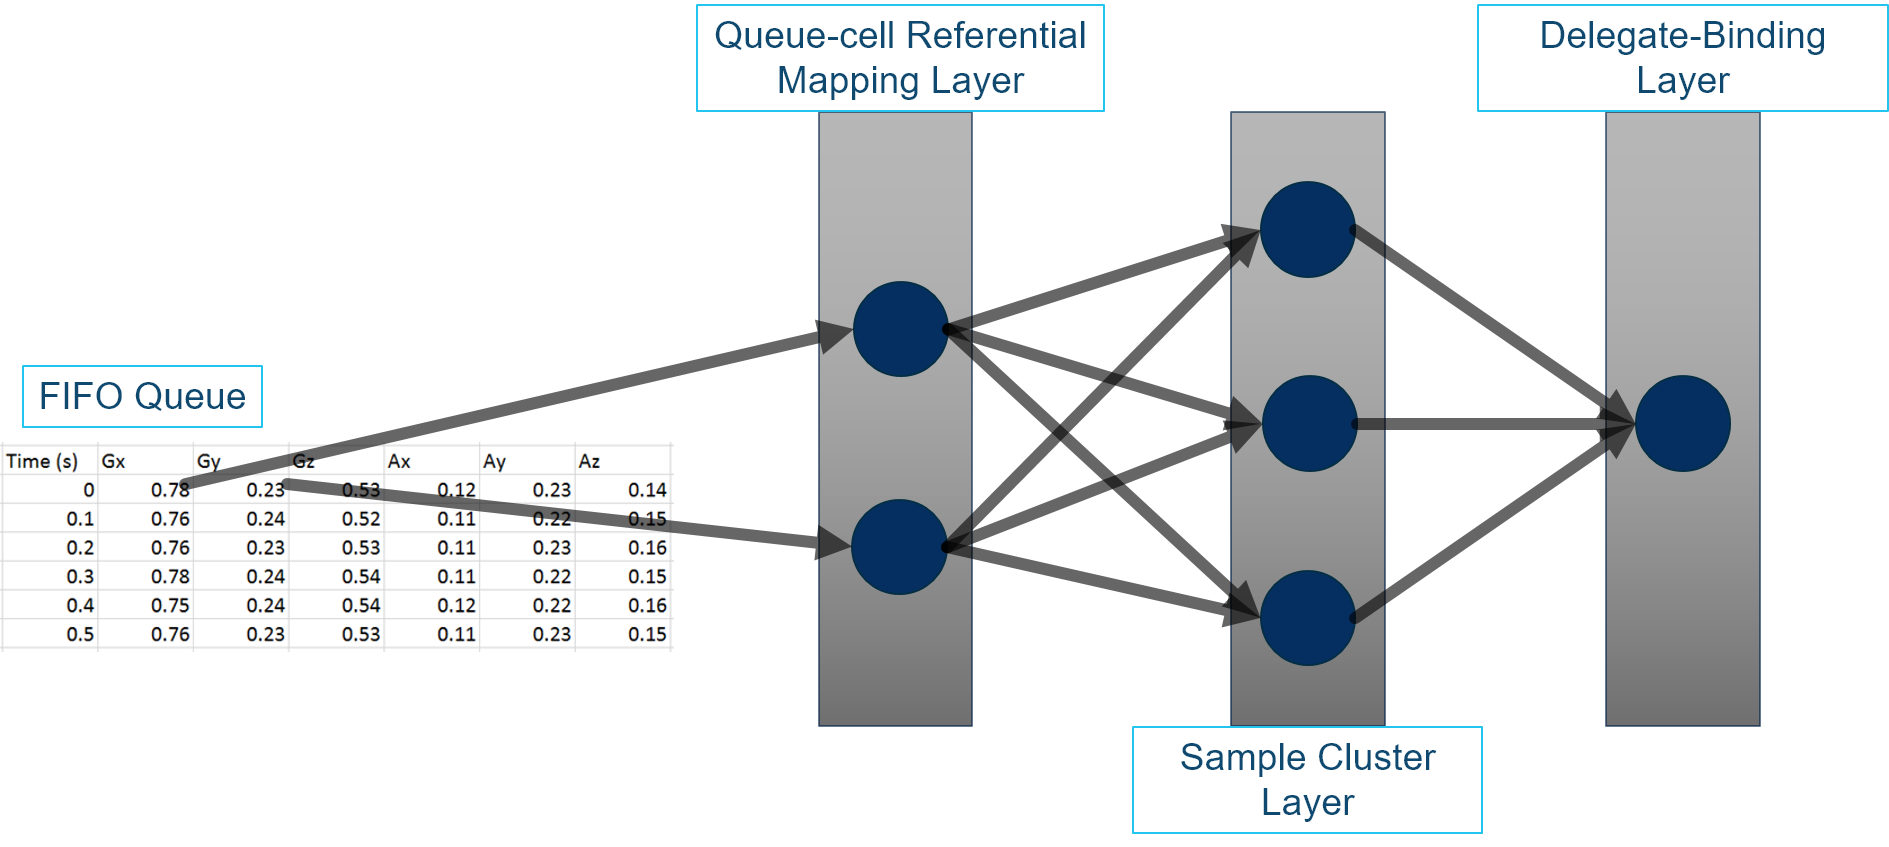 Queue-cell Referential
Mapping Layer
Delegate-Binding
Layer
FIFO Queue
Time (s) Gx Gy Gz Ax Ay Az
0 0.78 0.23 0.53 0.12 0.23 0.14
0.1 0.76 0.24 0.52 0.11 0.22 0.15
0.2 0.76 0.23 0.53 0.11 0.23 0.16
0.3 0.78 0.24 0.54 0.11 0.22 0.15
0.4 0.75 0.24 0.54 0.12 0.22 0.16
0.5 0.76 0.23 0.53 0.11 0.23 0.15
Sample Cluster
Layer